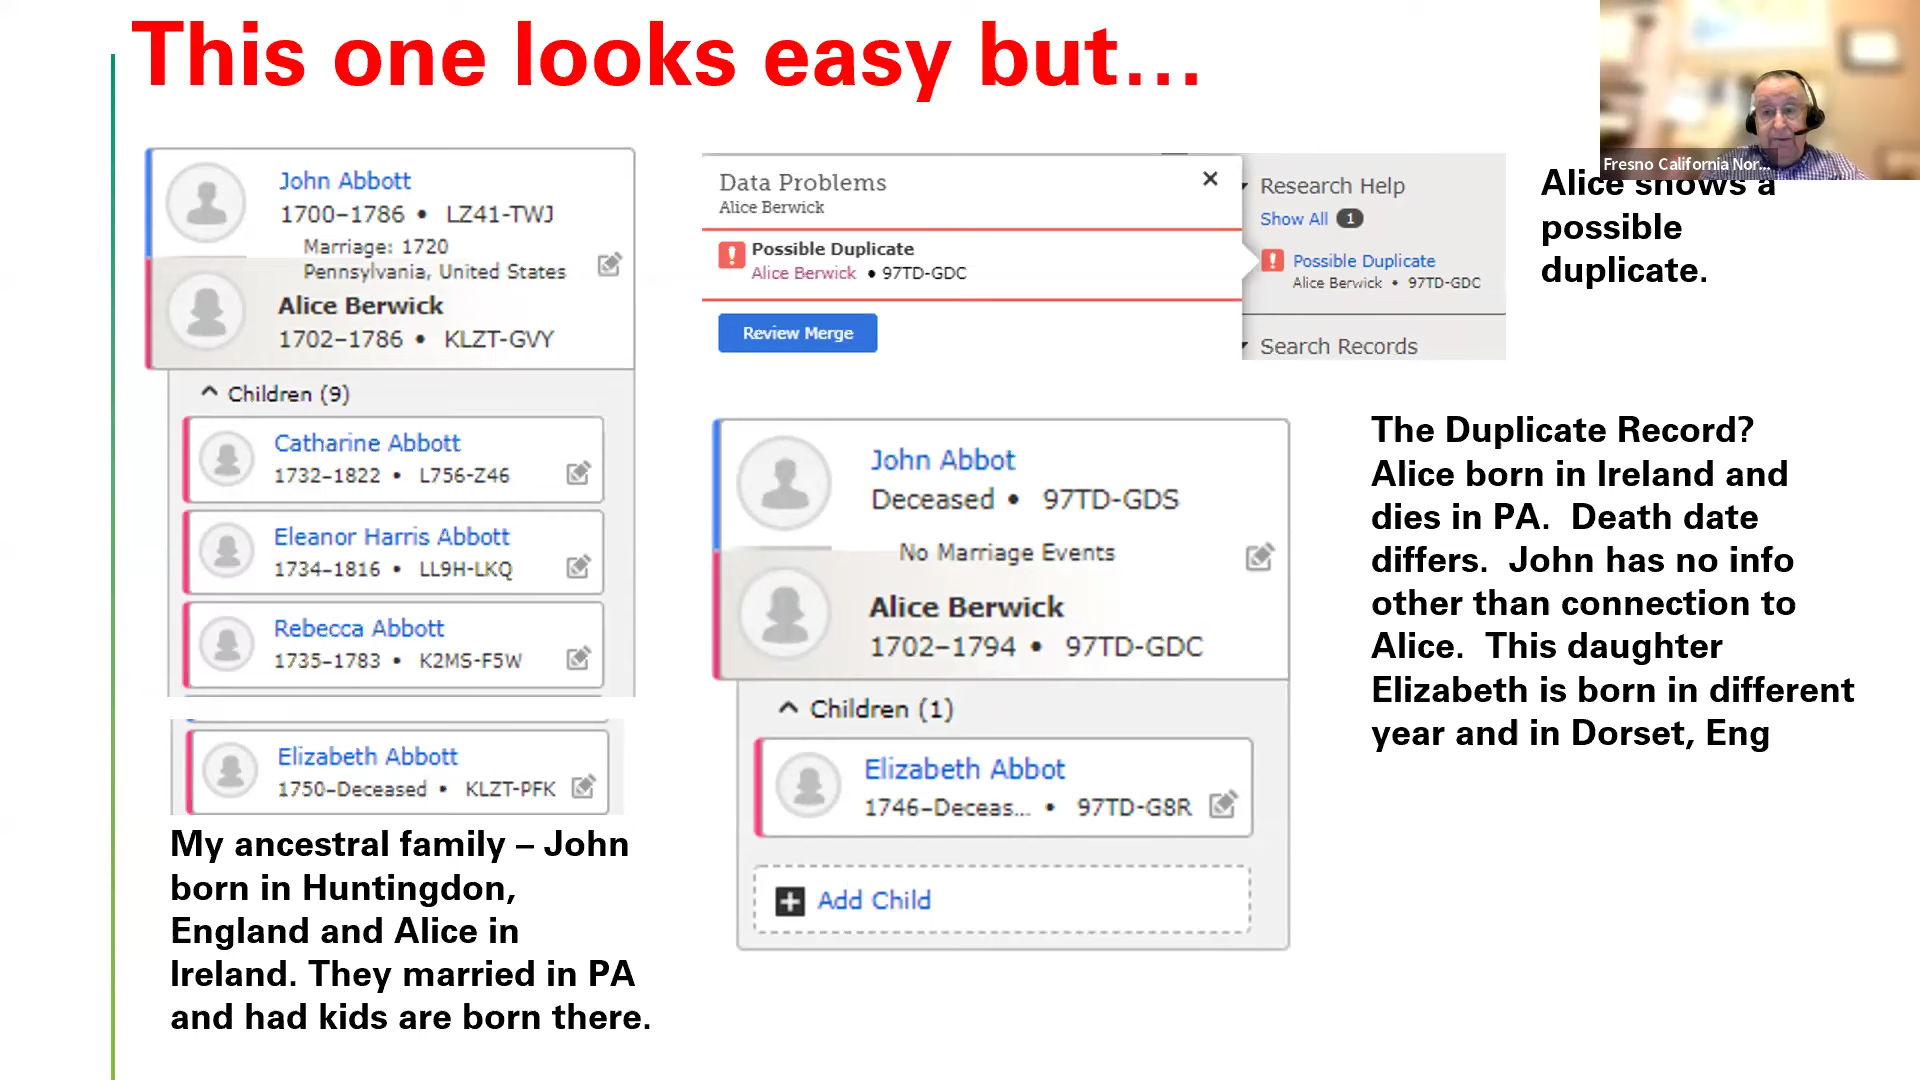 This one looks easy but...
John Abbott
1700–1786 • LZ41-TWJ
Marriage: 1720
Pennsylvania, United States
Alice Berwick
1702–1786 • KLZT-GVY
Children (9)
Catharine Abbott
1732–1822 • L756-Z46
Eleanor Harris Abbott
1734–1816 • LL9H-LKQ
Rebecca Abbott
1735–1783 • K2MS-F5W
Elizabeth Abbott
1750–Deceased • KLZT-PFK
My ancestral family – John
born in Huntingdon,
England and Alice in
Ireland. They married in PA
and had kids are born there.
Data Problems
Alice Berwick
Possible Duplicate
Alice Berwick • 97TD-GDC
Review Merge
Research Help
Show All 1
Possible Duplicate
Alice Berwick • 97TD-GDC
Search Records
Fresno California Nor...
Alice shows a
possible
duplicate.
John Abbot
Deceased • 97TD-GDS
No Marriage Events
Alice Berwick
1702–1794 • 97TD-GDC
Children (1)
Elizabeth Abbot
1746–Deceas... • 97TD-G8R
Add Child
The Duplicate Record?
Alice born in Ireland and
dies in PA. Death date
differs. John has no info
other than connection to
Alice. This daughter
Elizabeth is born in different
year and in Dorset, Eng